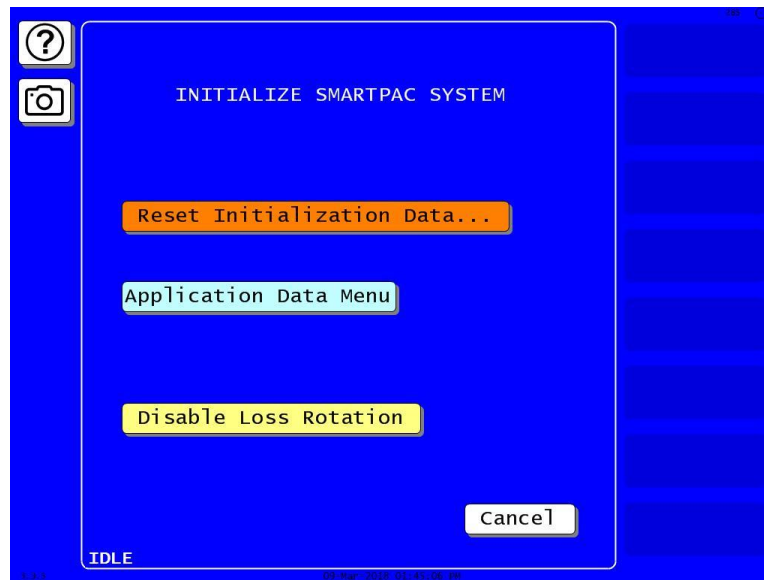 ?
INITIALIZE SMARTPAC SYSTEM
Reset Initialization Data...
Application Data Menu
Disable Loss Rotation
Cancel
IDLE